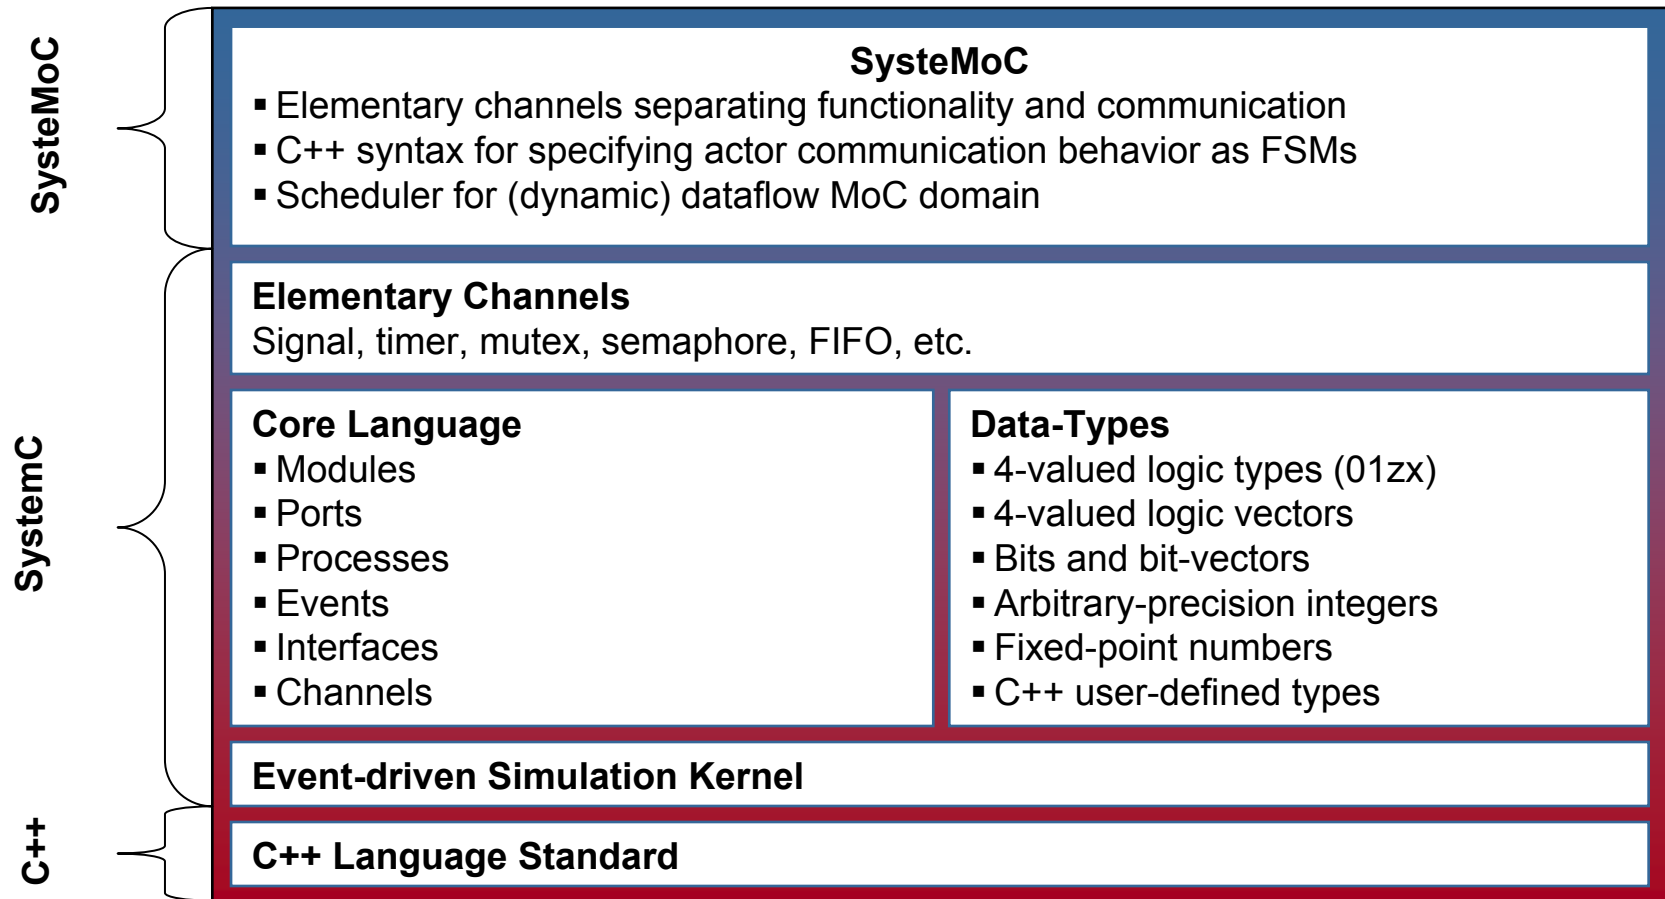 SysteMoC
SysteMoC
▪ Elementary channels separating functionality and communication
▪ C++ syntax for specifying actor communication behavior as FSMs
▪ Scheduler for (dynamic) dataflow MoC domain
SystemC
Elementary Channels
Signal, timer, mutex, semaphore, FIFO, etc.
Core Language
▪ Modules
▪ Ports
▪ Processes
▪ Events
▪ Interfaces
▪ Channels
Data-Types
▪ 4-valued logic types (01zx)
▪ 4-valued logic vectors
▪ Bits and bit-vectors
▪ Arbitrary-precision integers
▪ Fixed-point numbers
▪ C++ user-defined types
Event-driven Simulation Kernel
C++
C++ Language Standard